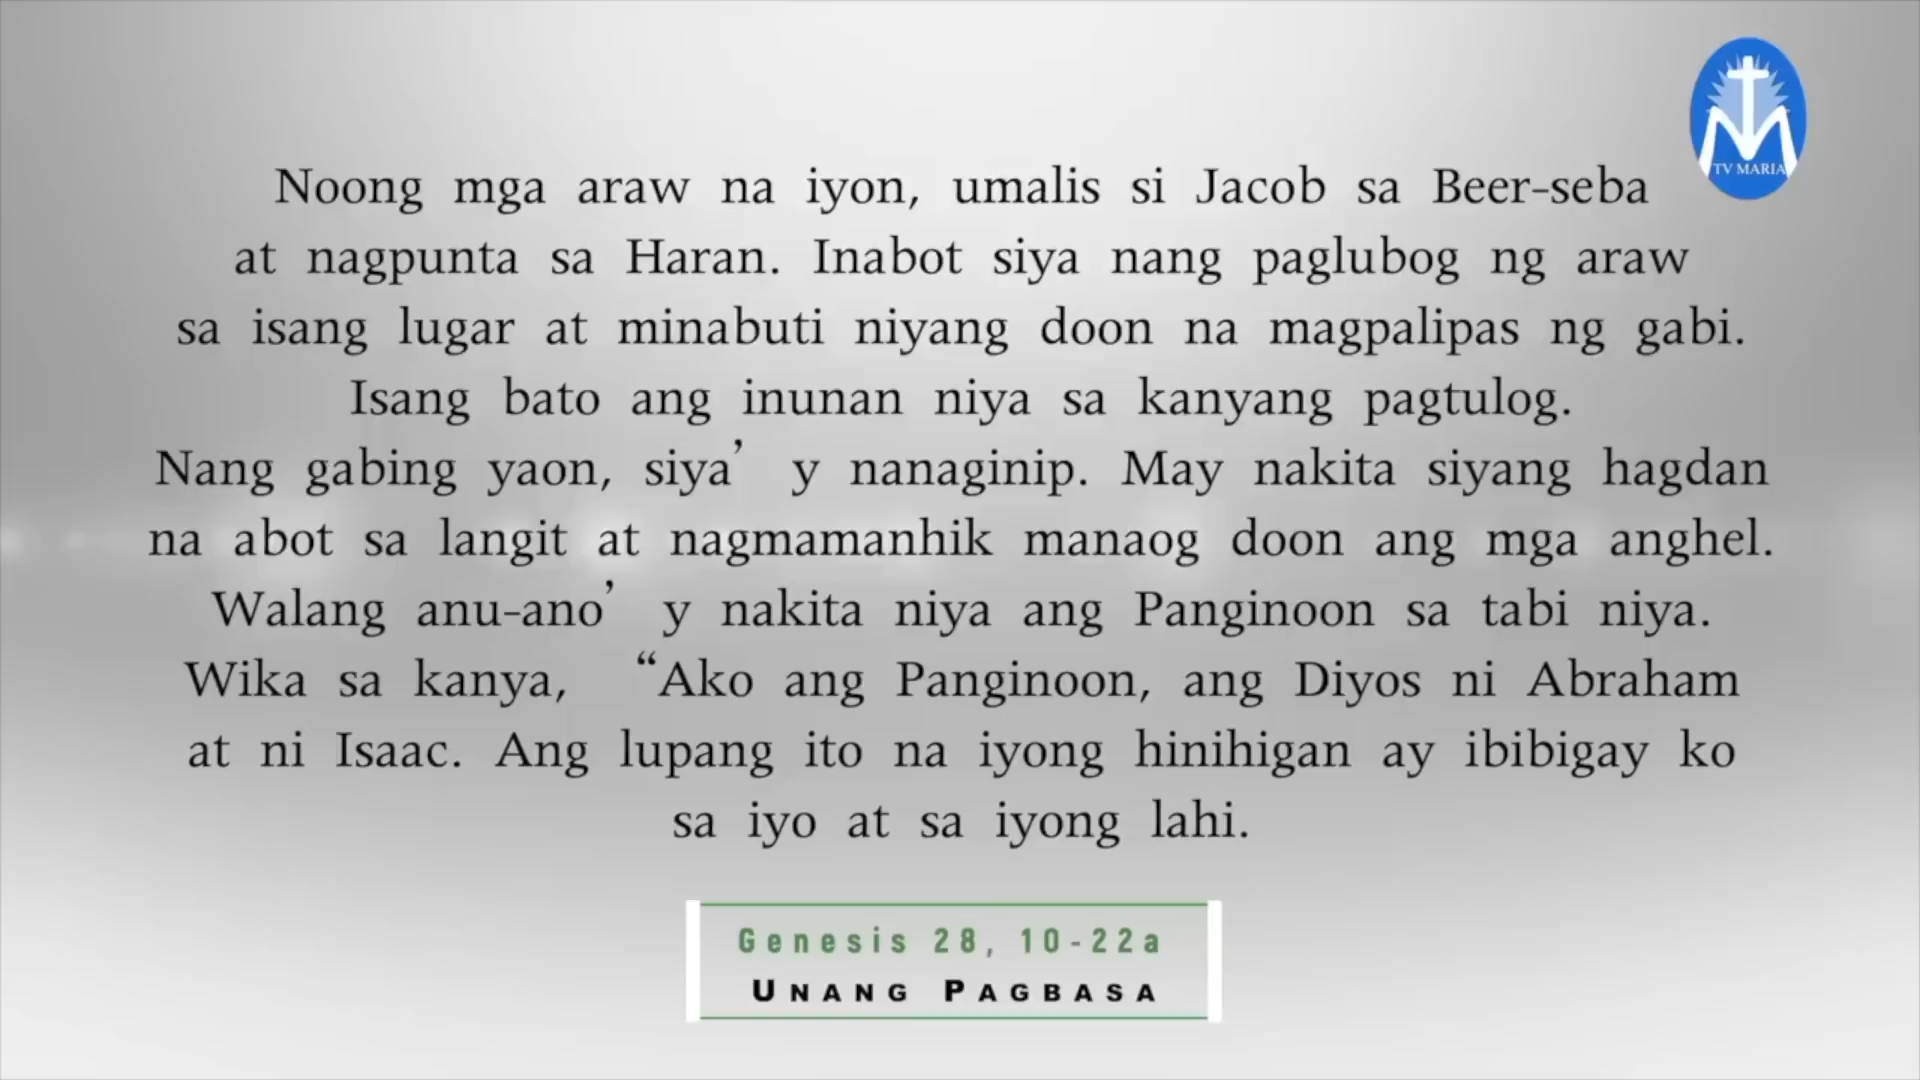 TV MARIA
Noong mga araw na iyon, umalis si Jacob sa Beer-seba
at nagpunta sa Haran. Inabot siya nang paglubog ng araw
sa isang lugar at minabuti niyang doon na magpalipas ng gabi.
Isang bato ang inunan niya sa kanyang pagtulog.
Nang gabing yaon, siya’ y nanaginip. May nakita siyang hagdan
na abot sa langit at nagmamanhik manaog doon ang mga anghel.
Walang anu-ano’ y nakita niya ang Panginoon sa tabi niya.
Wika sa kanya, “Ako ang Panginoon, ang Diyos ni Abraham
at ni Isaac. Ang lupang ito na iyong hinihigan ay ibibigay ko
sa iyo at sa iyong lahi.
Genesis 28, 10-22a
UNANG PAGBASA